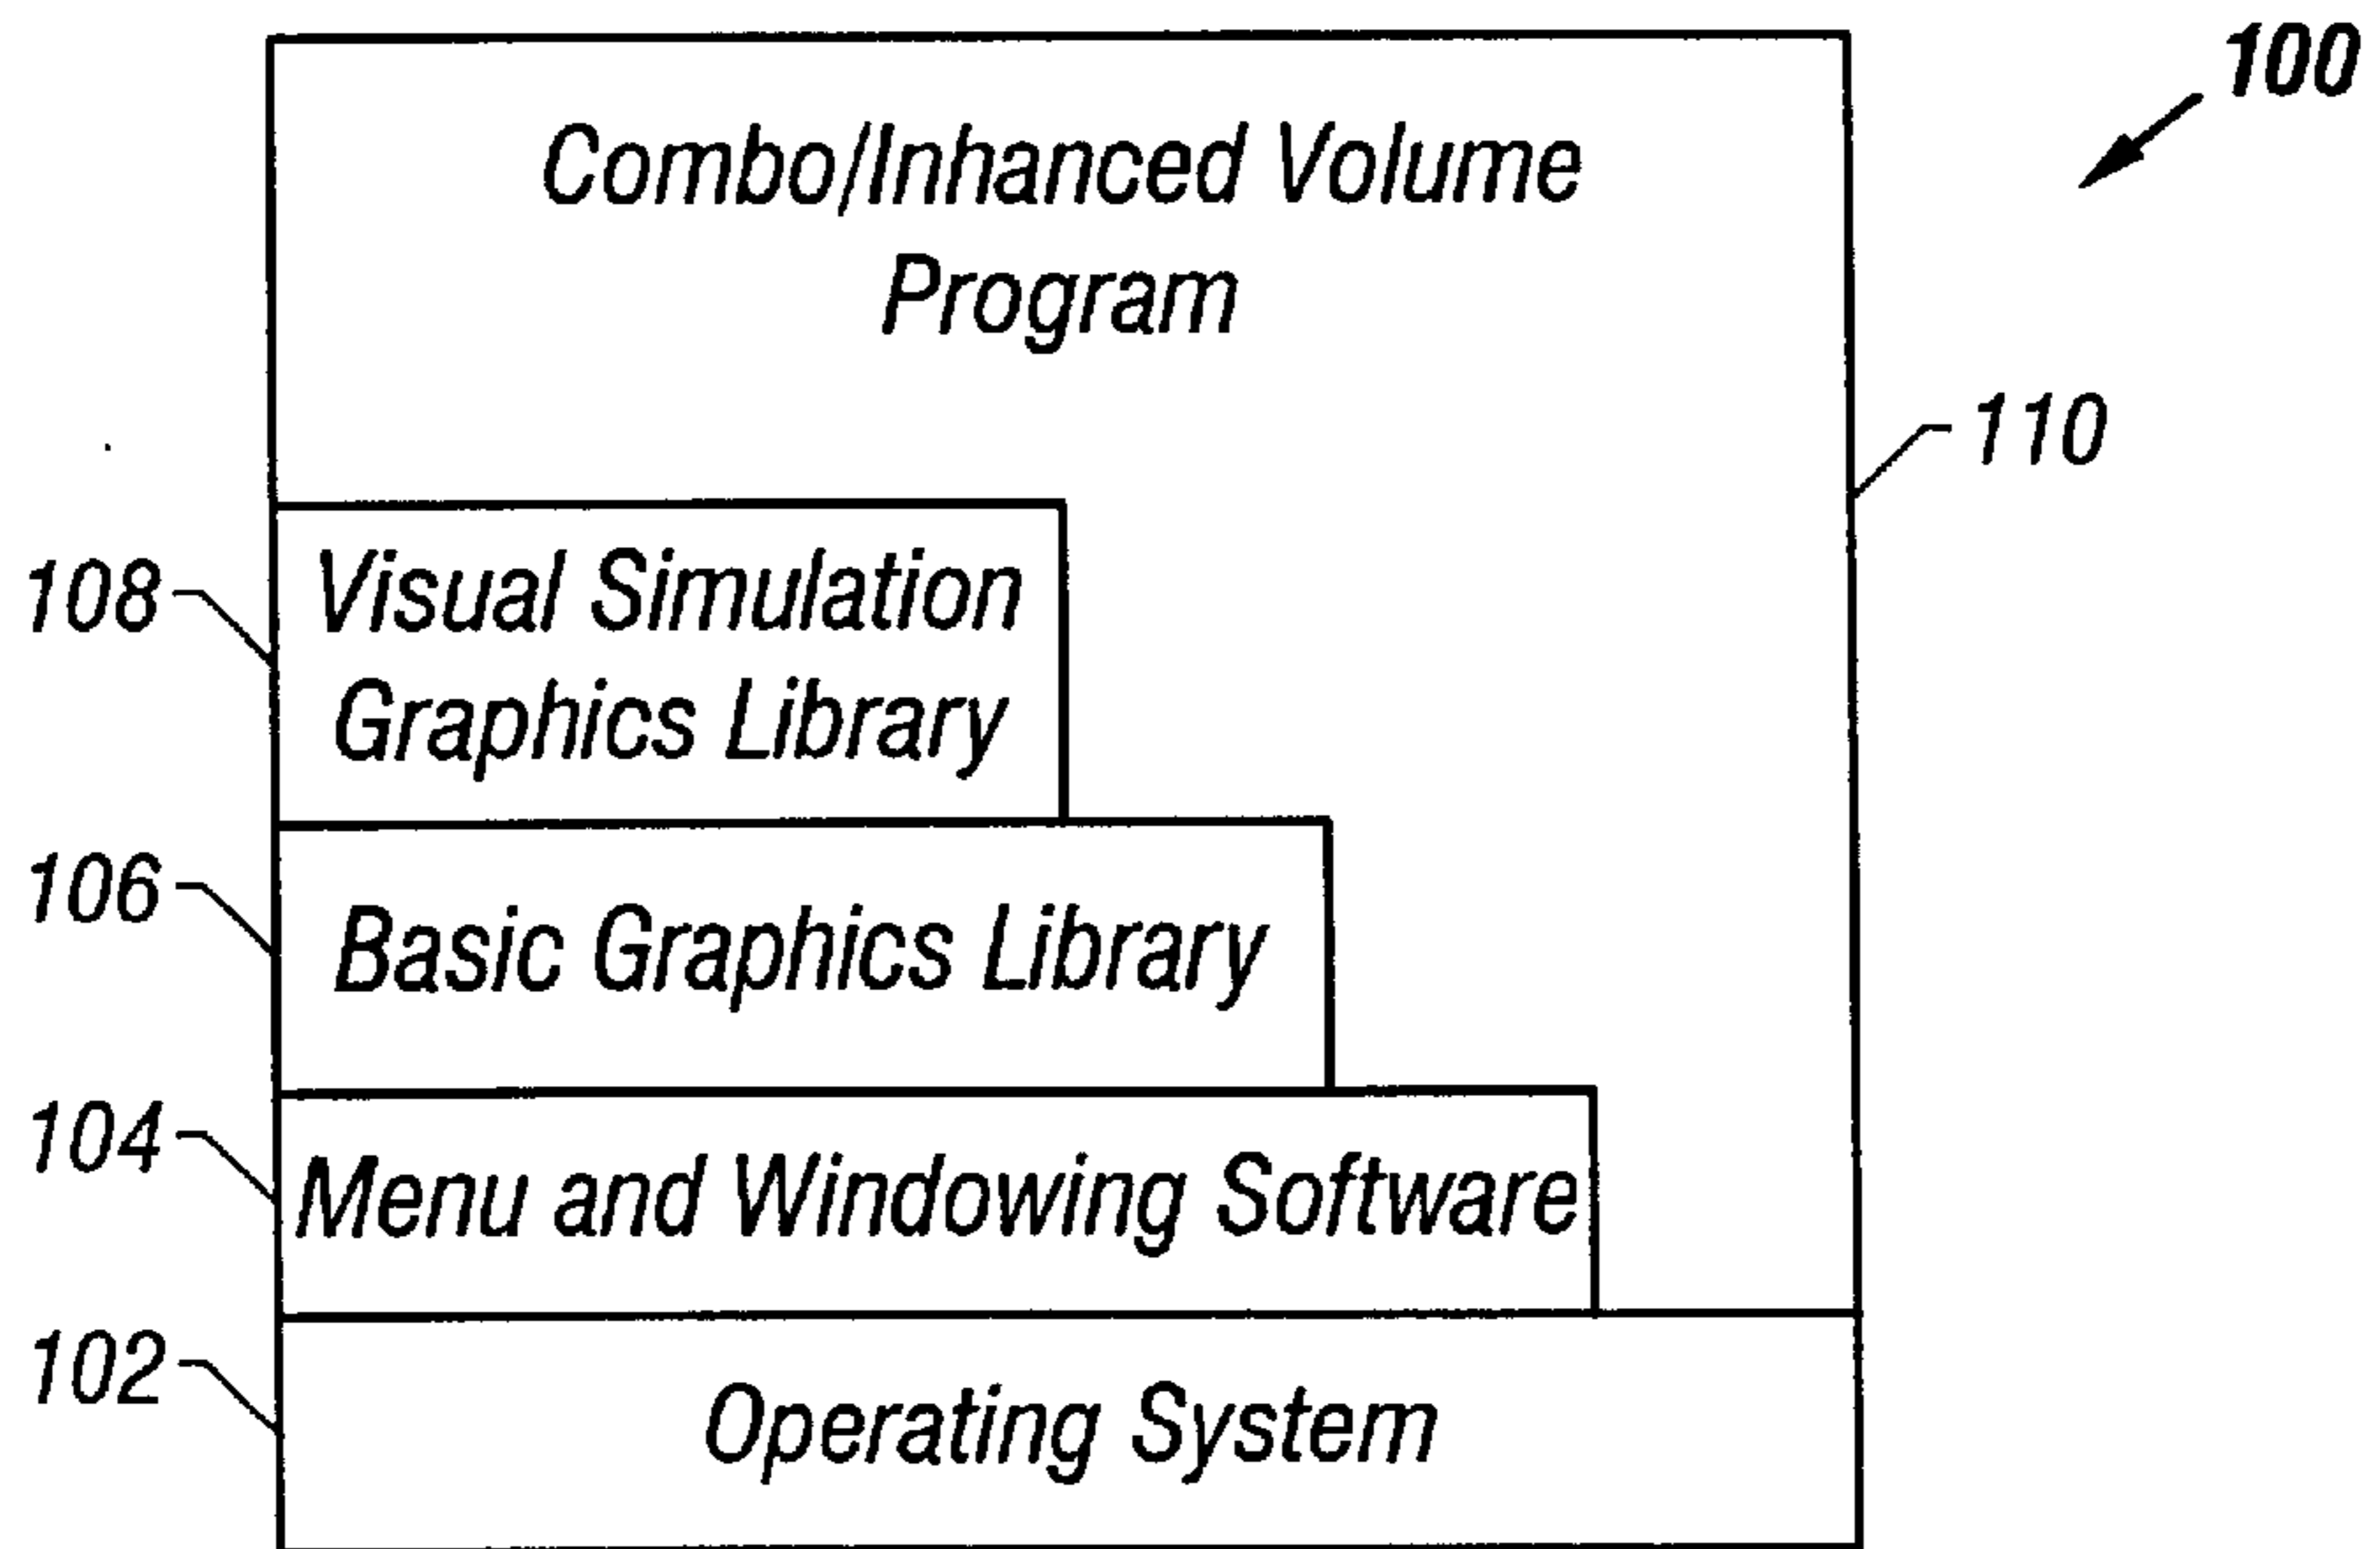 100
Combo/Inhanced Volume
Program
110
108
Visual Simulation
Graphics Library
106
Basic Graphics Library
104
Menu and Windowing Software
102
Operating System